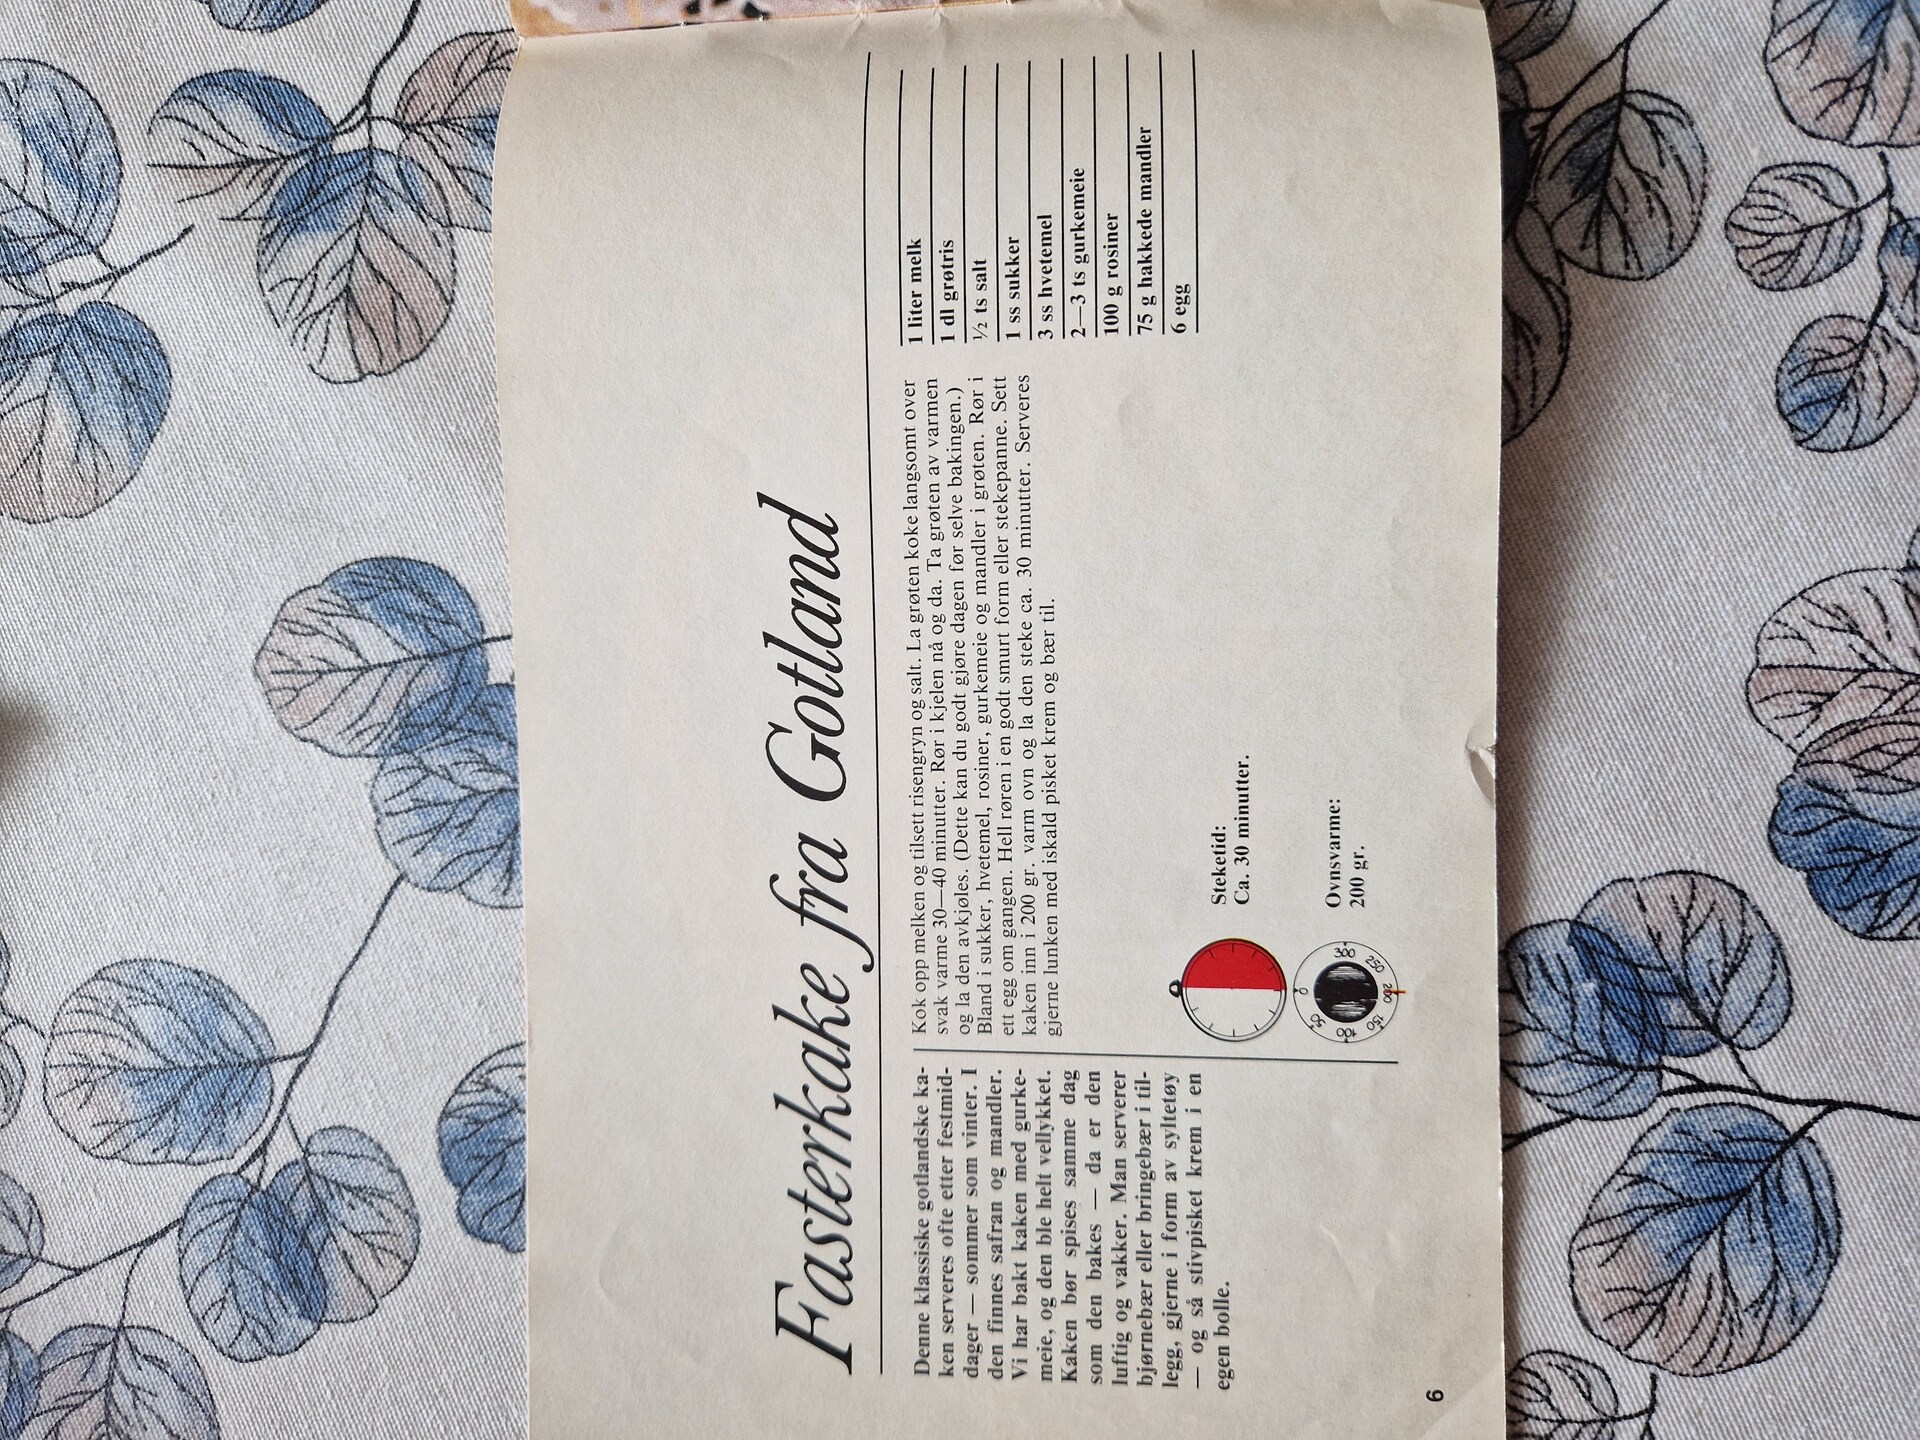 Fasterkake fra Gotland
Denne klassiske gotlandske ka-
ken serveres ofte etter festmid-
dager — sommer som vinter. I
den finnes safran og mandler.
Vi har bakt kaken med gurke-
meie, og den ble helt vellykket.
Kaken bør spises samme dag
som den bakes — da er den
luftig og vakker. Man serverer
bjørnebær eller bringebær i til-
legg, gjerne i form av syltetøy
— og så stivpisket krem i en
egen bolle.
Kok opp melken og tilsett risengryn og salt. La grøten koke langsomt over
svak varme 30—40 minutter. Rør i kjelen nå og da. Ta grøten av varmen
og la den avkjøles. (Dette kan du godt gjøre dagen før selve bakingen.)
Bland i sukker, hvetemel, rosiner, gurkemeie og mandler i grøten. Rør i
ett egg om gangen. Hell røren i en godt smurt form eller stekepanne. Sett
kaken inn i 200 gr. varm ovn og la den steke ca. 30 minutter. Serveres
gjerne lunken med iskald pisket krem og bær til.
Steketid:
Ca. 30 minutter.
0
50
100
150
200
250
300
Ovnsvarme:
200 gr.
1 liter melk
1 dl grøtris
½ ts salt
1 ss sukker
3 ss hvetemel
2—3 ts gurkemeie
100 g rosiner
75 g hakkede mandler
6 egg
6